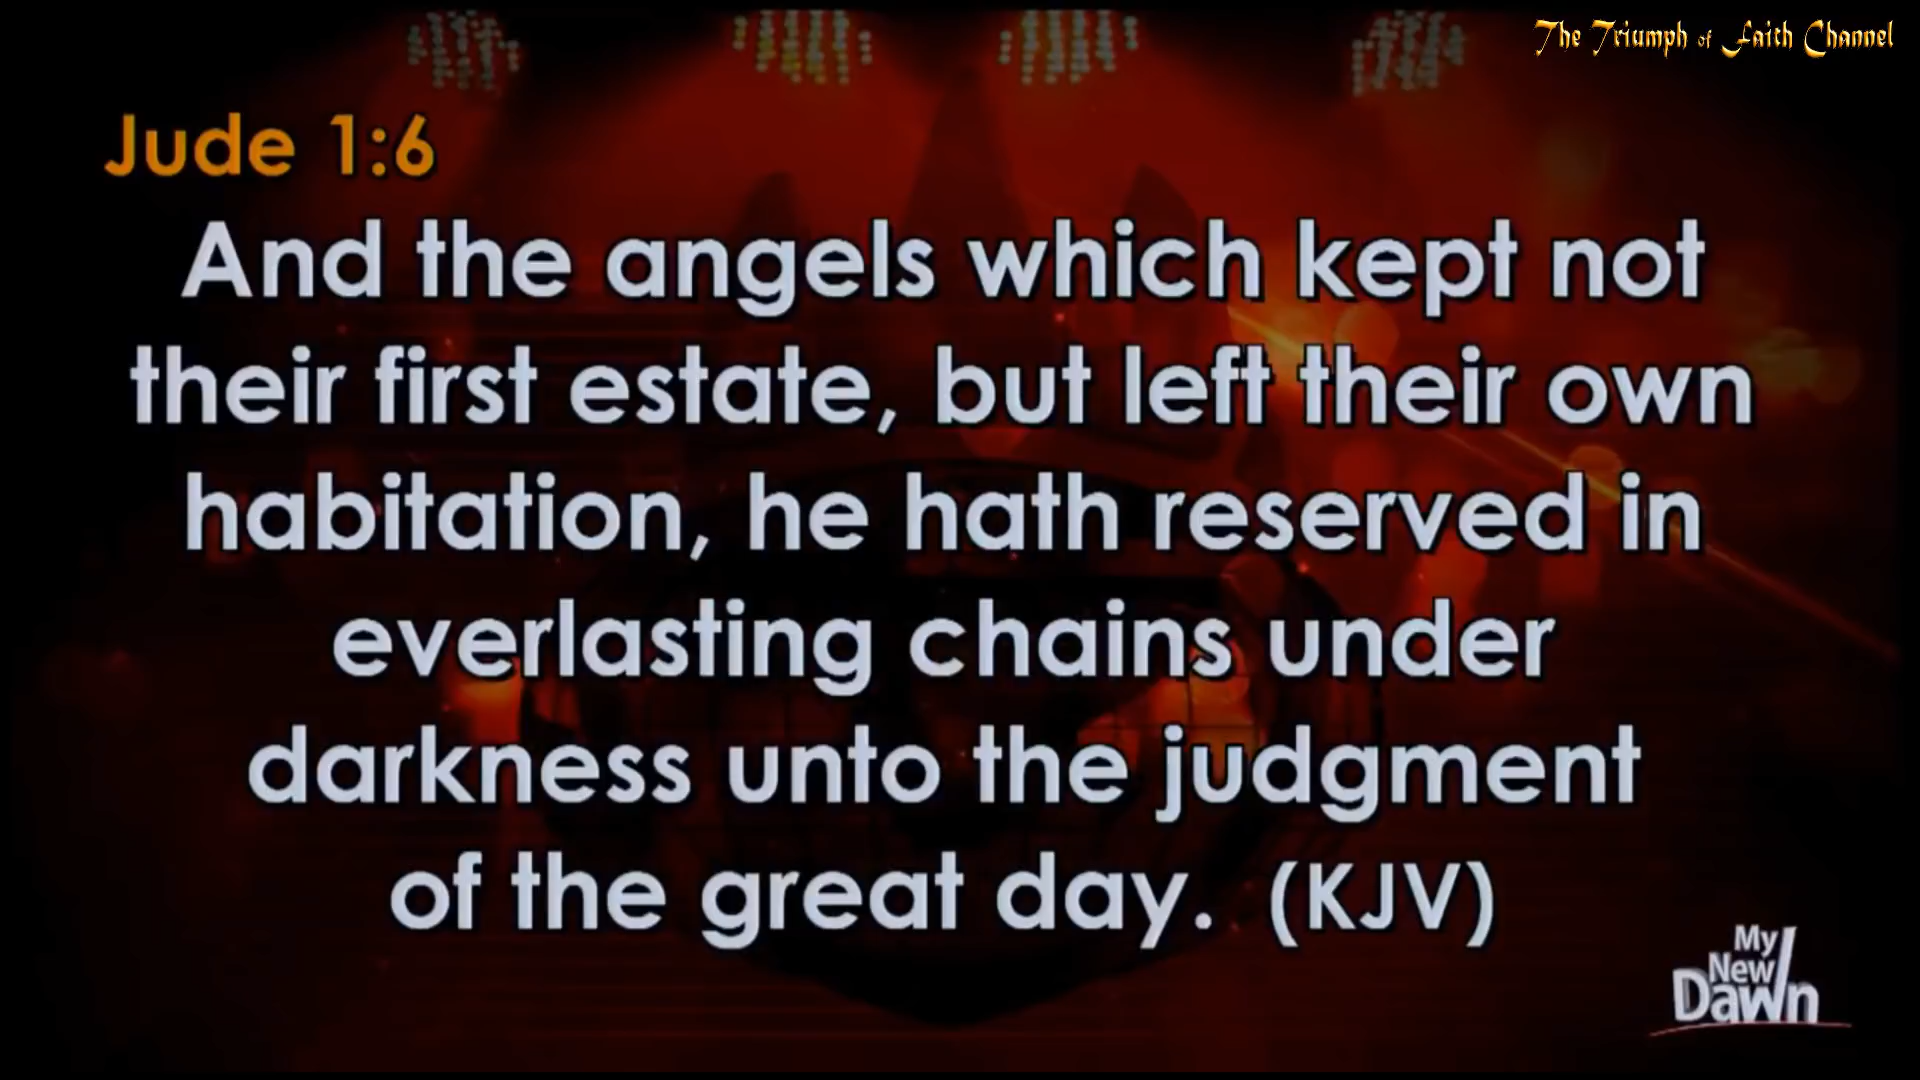 The Triumph of Faith Channel
Jude 1:6
And the angels which kept not
their first estate, but left their own
habitation, he hath reserved in
everlasting chains under
darkness unto the judgment
of the great day. (KJV)
My
New
Dawn